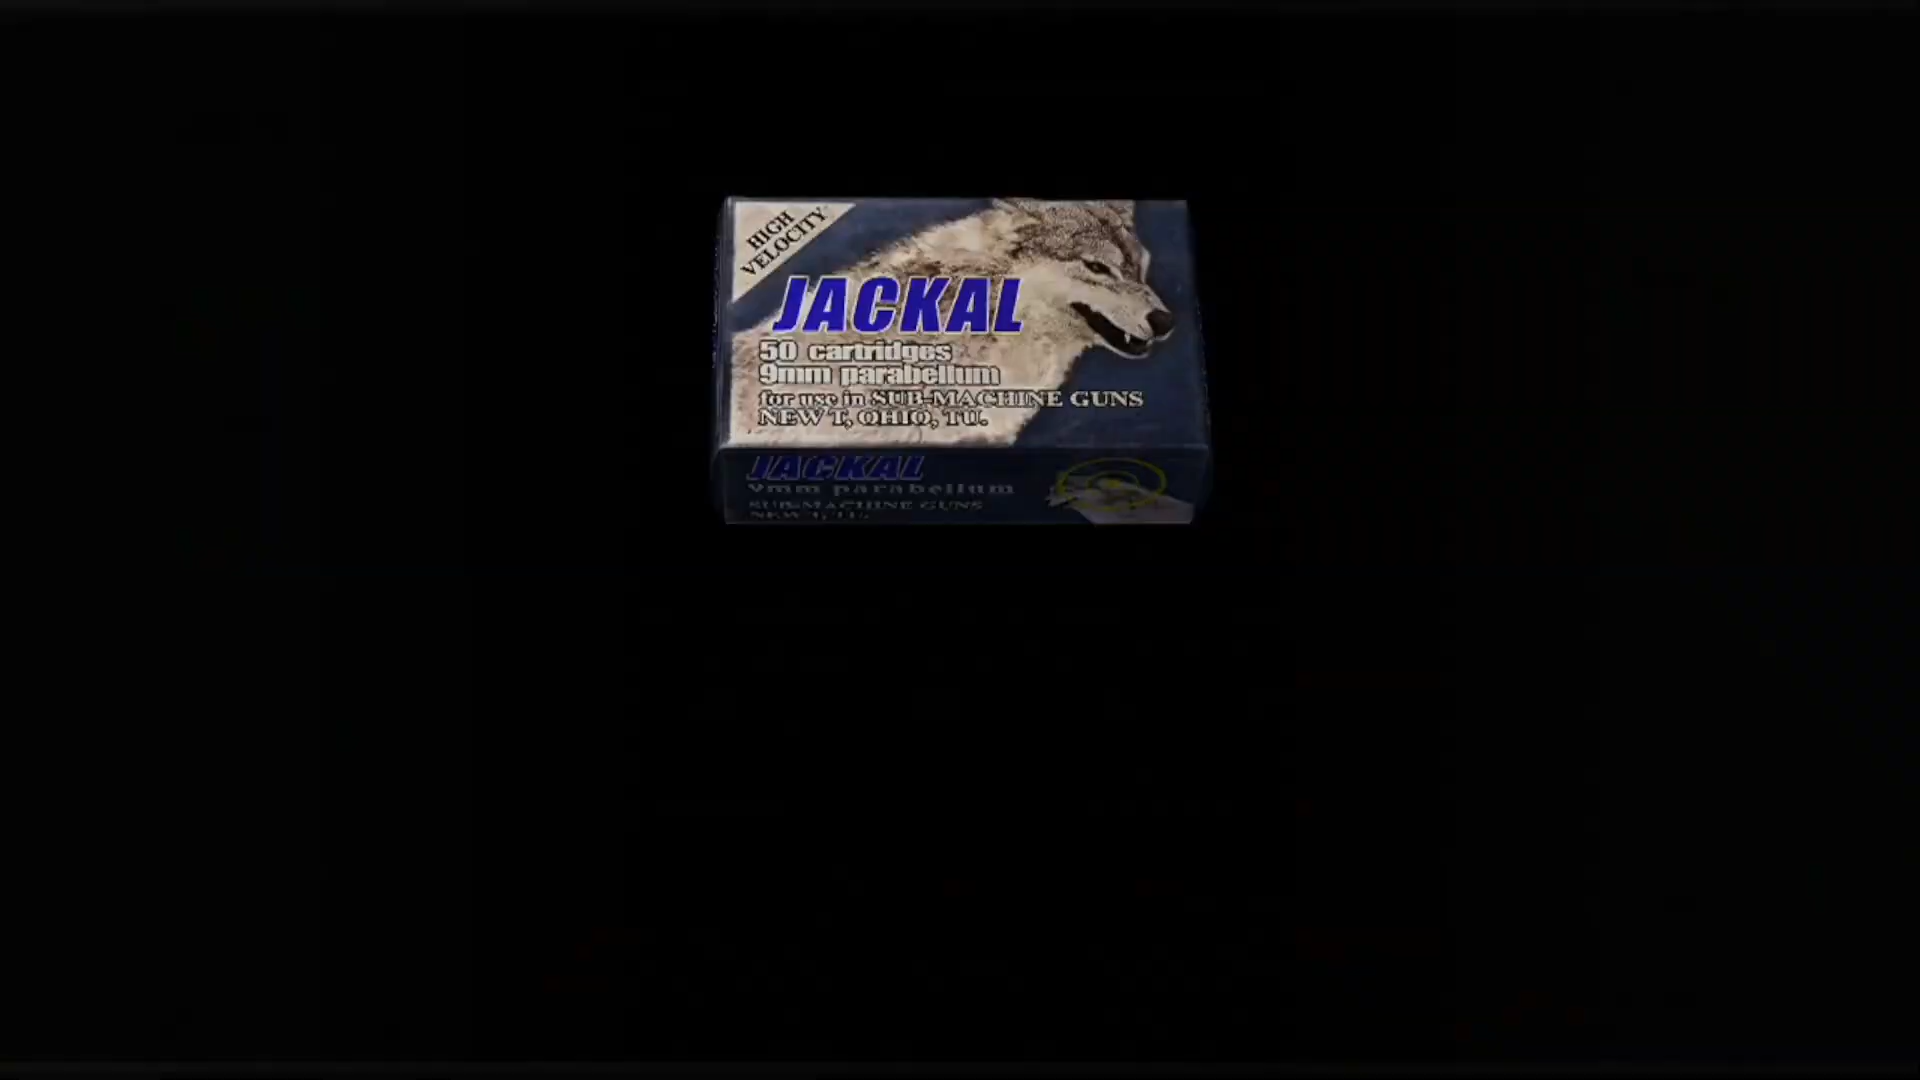 HIGH
VELOCITY
JACKAL
50 cartridges
9mm parabellum
for use in SUB-MACHINE GUNS
NEW T, OHIO, TU.
JACKAL
9mm parabellum
SUB-MACHINE GUNS
NEW